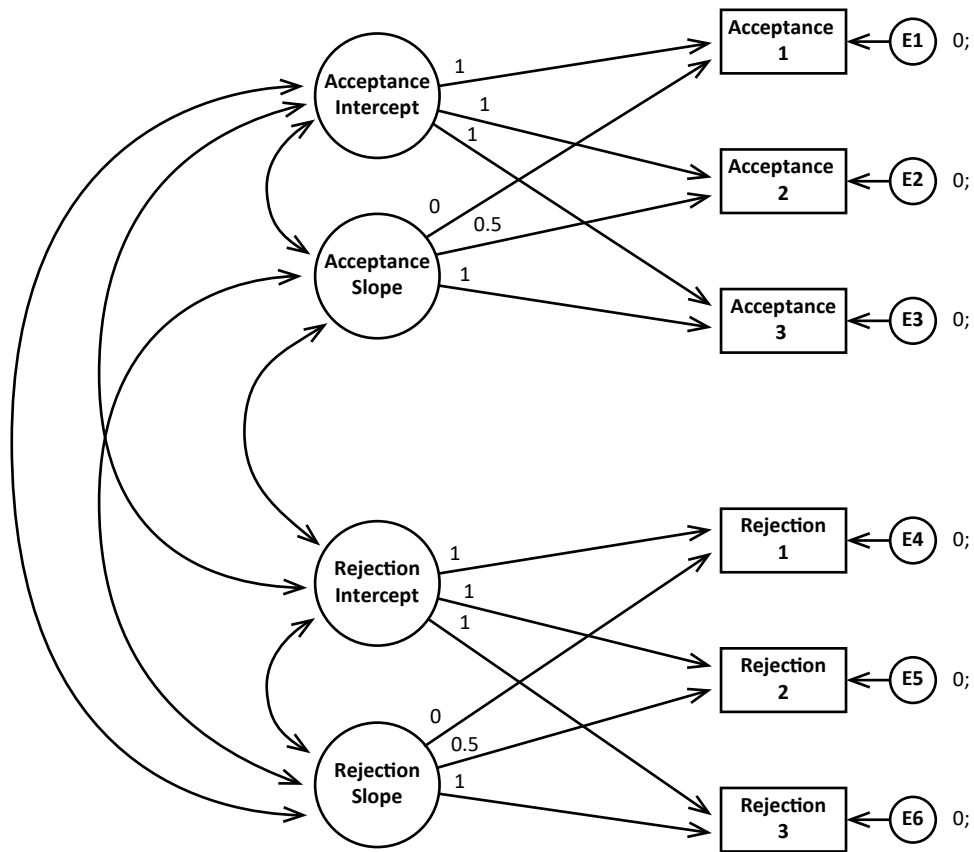 Acceptance
1
E1 0;
Acceptance
Intercept
1
1
1
Acceptance
2
E2 0;
0
0.5
Acceptance
Slope
1
Acceptance
3
E3 0;
Rejection
1
E4 0;
1
Rejection
Intercept
1
1
Rejection
2
E5 0;
0
0.5
Rejection
Slope
1
Rejection
3
E6 0;